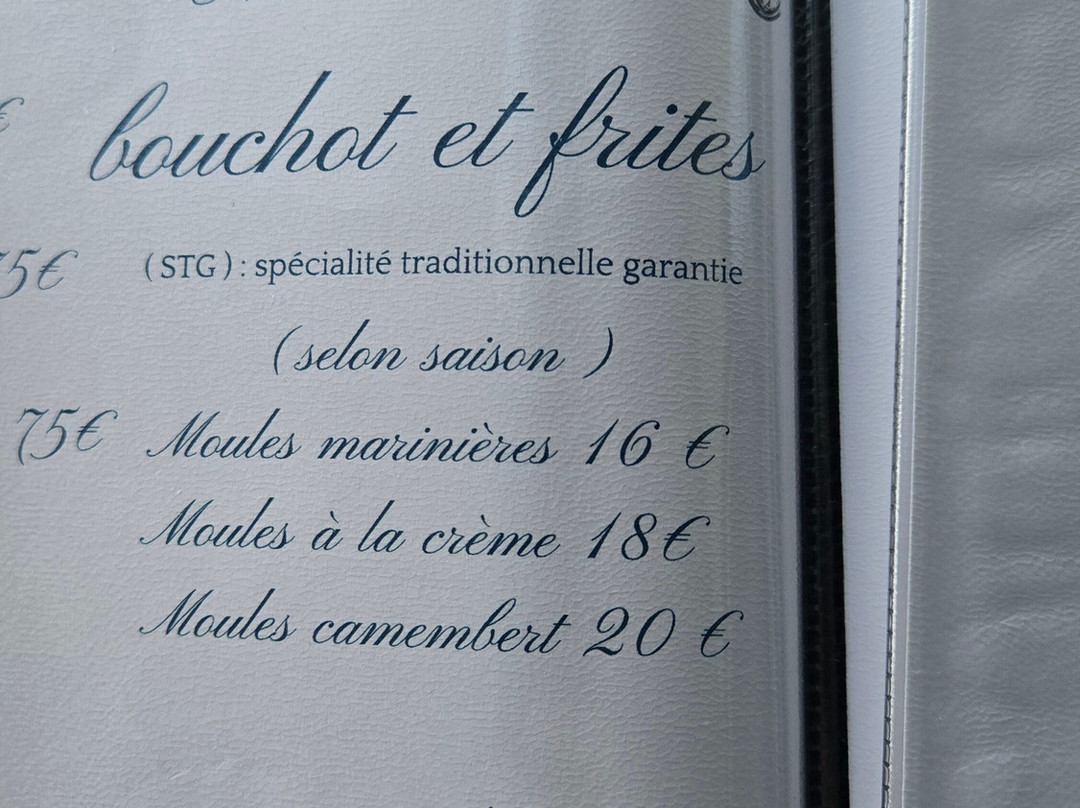 bouchot et frites
(STG) : spécialité traditionnelle garantie
(selon saison )
75€
Moules marinières 16 €
Moules à la crème 18€
Moules camembert 20 €